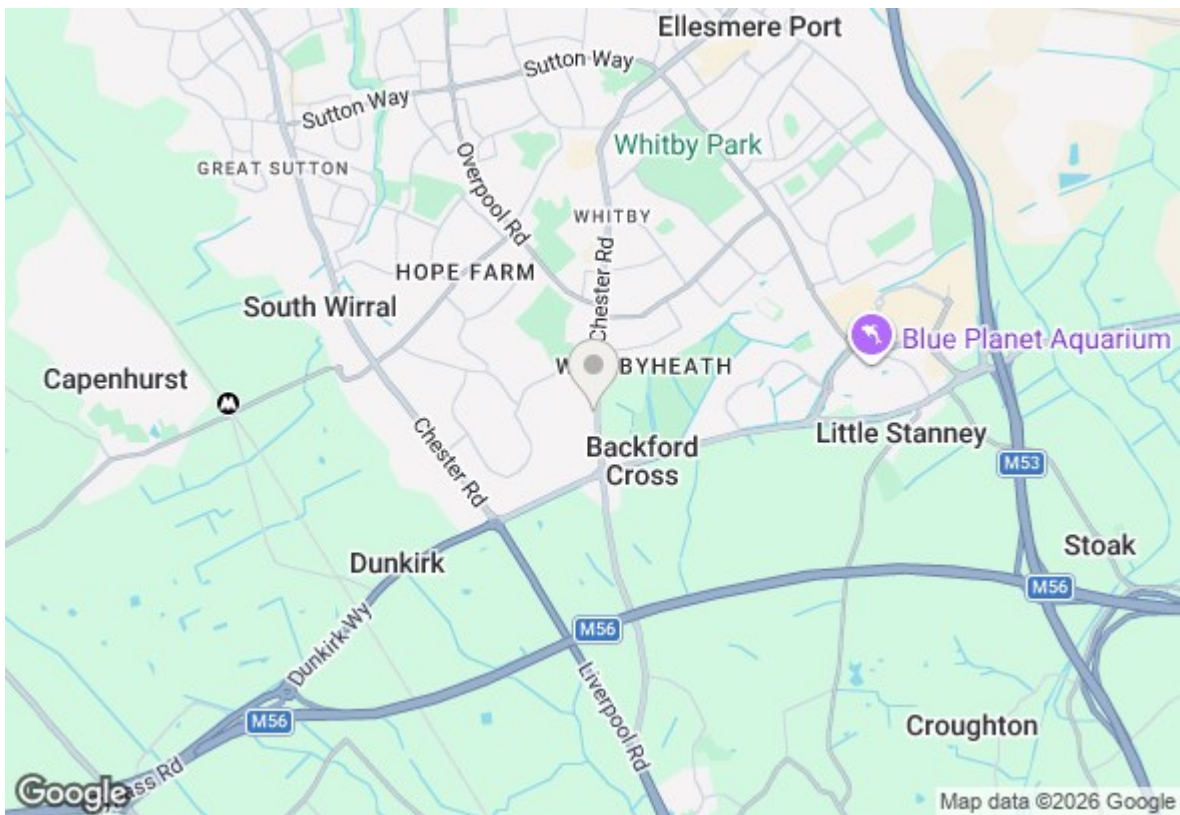 Ellesmere Port
Sutton Way
Sutton Way
Whitby Park
GREAT SUTTON
Overpool Rd
WHITBY
Chester Rd
HOPE FARM
South Wirral
Blue Planet Aquarium
BYHEATH
Capenhurst
Chester Rd
Little Stanney
Backford
Cross
M53
Stoak
Dunkirk
M56
M56
Dunkirk Wy
Liverpool Rd
M56
Croughton
Google
Map data ©2026 Google